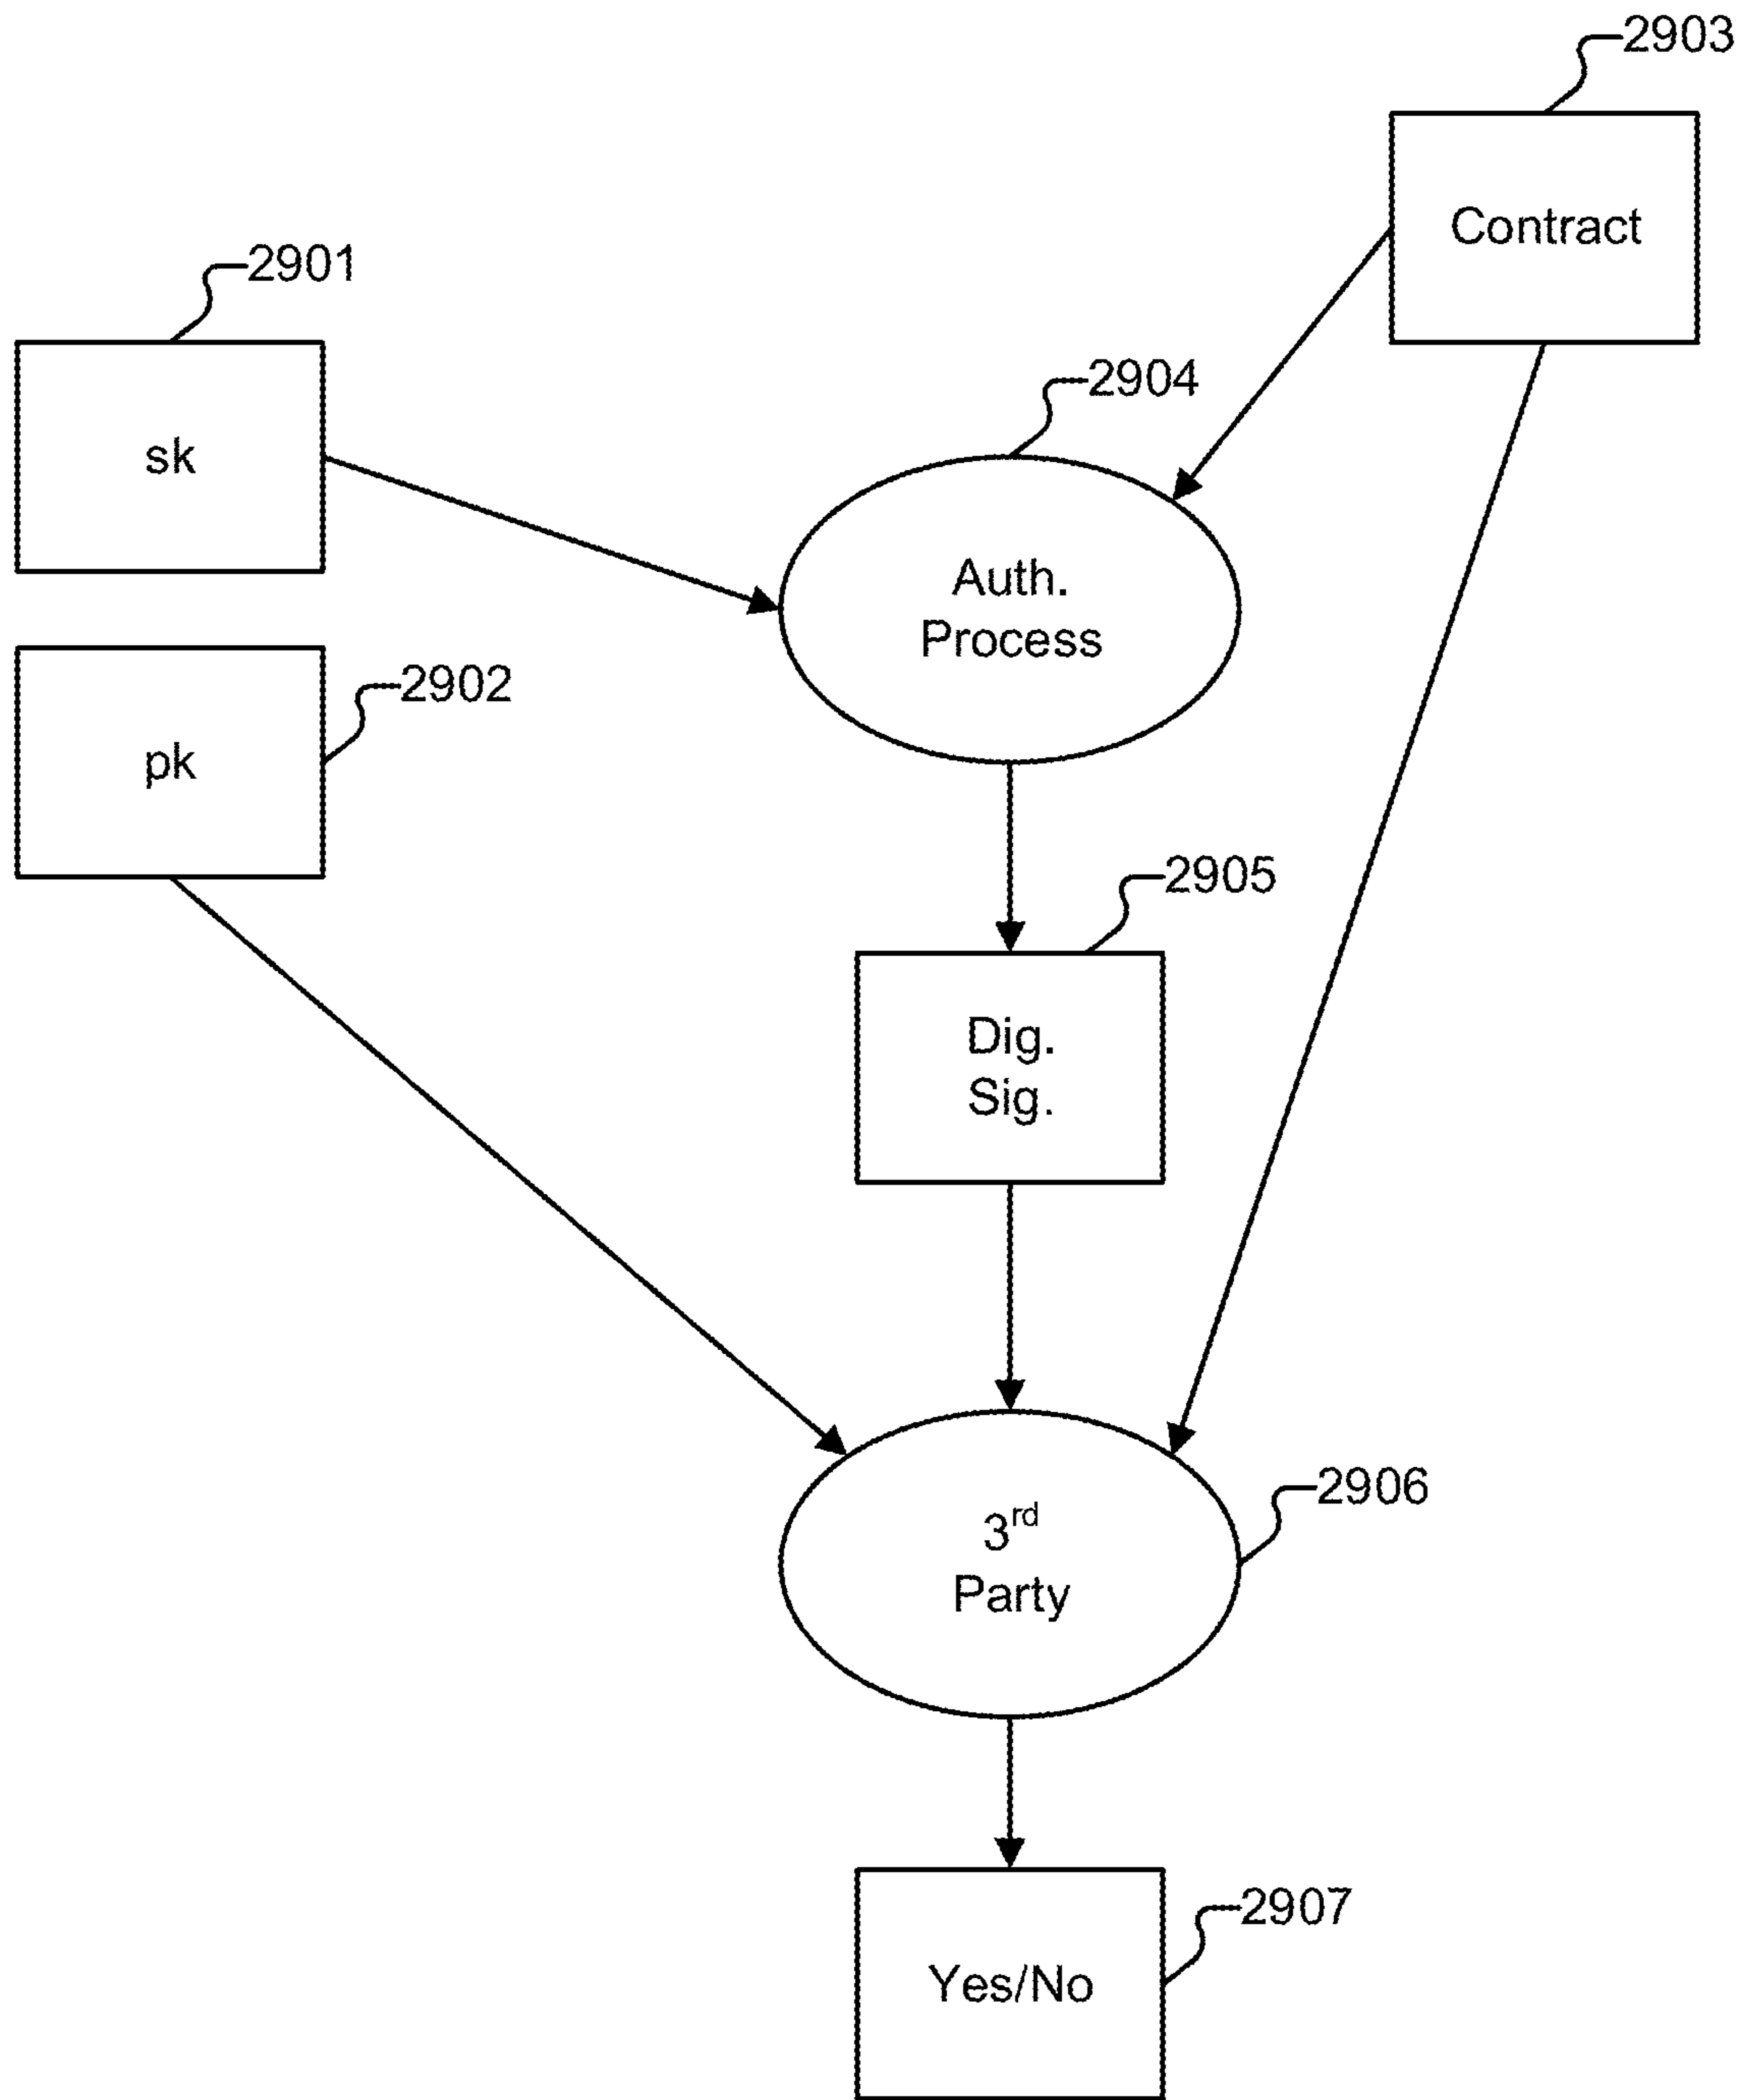 2903
Contract
2901
sk
2904
Auth.
Process
2902
pk
2905
Dig.
Sig.
2906
3rd
Party
2907
Yes/No